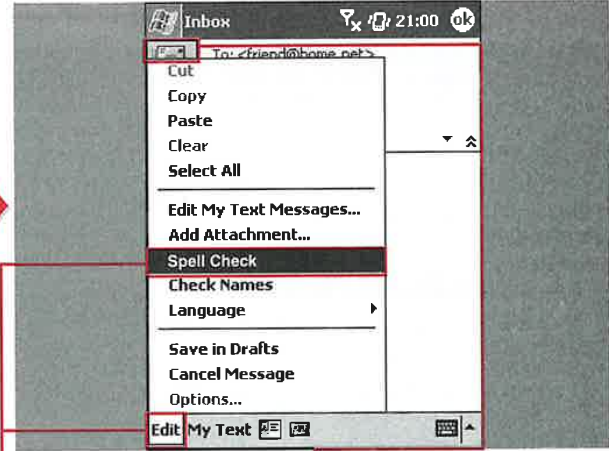 Inbox 21:00 ok
To: <friend@home.net>
Cut
Copy
Paste
Clear
Select All
Edit My Text Messages...
Add Attachment...
Spell Check
Check Names
Language
Save in Drafts
Cancel Message
Options...
Edit My Text